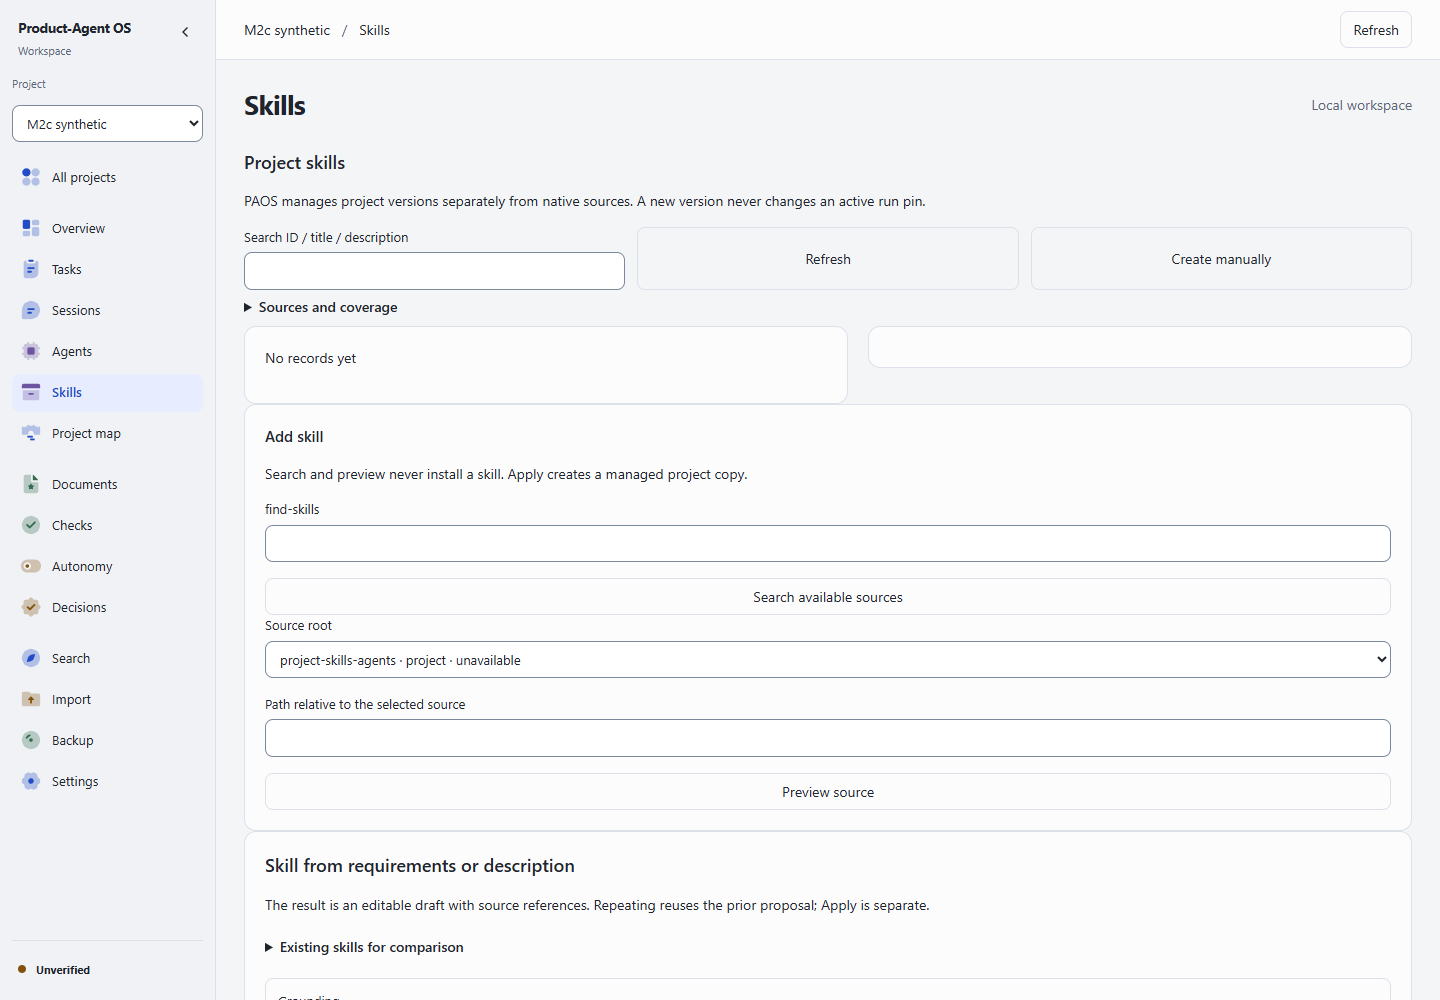 Product-Agent OS
Workspace
Project
M2c synthetic
All projects
Overview
Tasks
Sessions
Agents
Skills
Project map
Documents
Checks
Autonomy
Decisions
Search
Import
Backup
Settings
Unverified
M2c synthetic / Skills
Refresh
Skills
Local workspace
Project skills
PAOS manages project versions separately from native sources. A new version never changes an active run pin.
Search ID / title / description
Refresh
Create manually
Sources and coverage
No records yet
Add skill
Search and preview never install a skill. Apply creates a managed project copy.
find-skills
Search available sources
Source root
project-skills-agents · project · unavailable
Path relative to the selected source
Preview source
Skill from requirements or description
The result is an editable draft with source references. Repeating reuses the prior proposal; Apply is separate.
Existing skills for comparison
Grounding